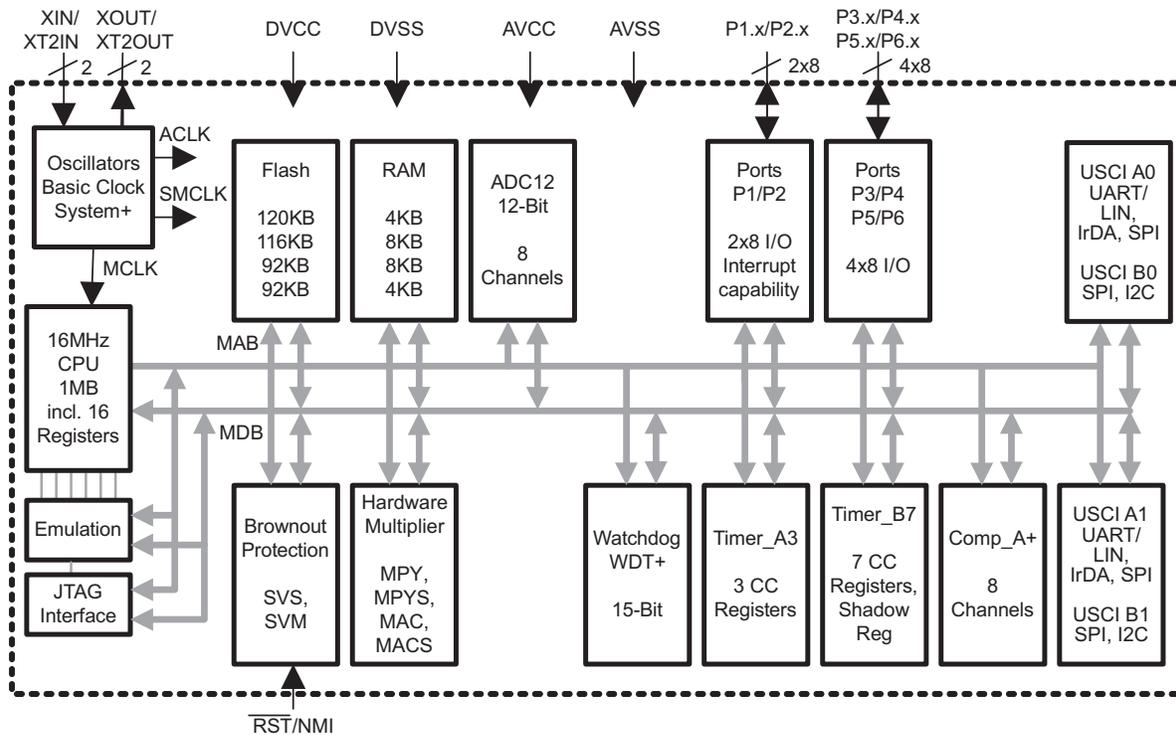 XIN/
XT2IN
XOUT/
XT2OUT
DVCC
DVSS
AVCC
AVSS
P1.x/P2.x
P3.x/P4.x
P5.x/P6.x
2
2
2x8
4x8
Oscillators
Basic Clock
System+
ACLK
SMCLK
MCLK
Flash
120KB
116KB
92KB
92KB
RAM
4KB
8KB
8KB
4KB
ADC12
12-Bit
8
Channels
Ports
P1/P2
2x8 I/O
Interrupt
capability
Ports
P3/P4
P5/P6
4x8 I/O
USCI A0
UART/
LIN,
IrDA, SPI
USCI B0
SPI, I2C
16MHz
CPU
1MB
incl. 16
Registers
MAB
MDB
Emulation
JTAG
Interface
Brownout
Protection
SVS,
SVM
Hardware
Multiplier
MPY,
MPYS,
MAC,
MACS
Watchdog
WDT+
15-Bit
Timer_A3
3 CC
Registers
Timer_B7
7 CC
Registers,
Shadow
Reg
Comp_A+
8
Channels
USCI A1
UART/
LIN,
IrDA, SPI
USCI B1
SPI, I2C
RST/NMI